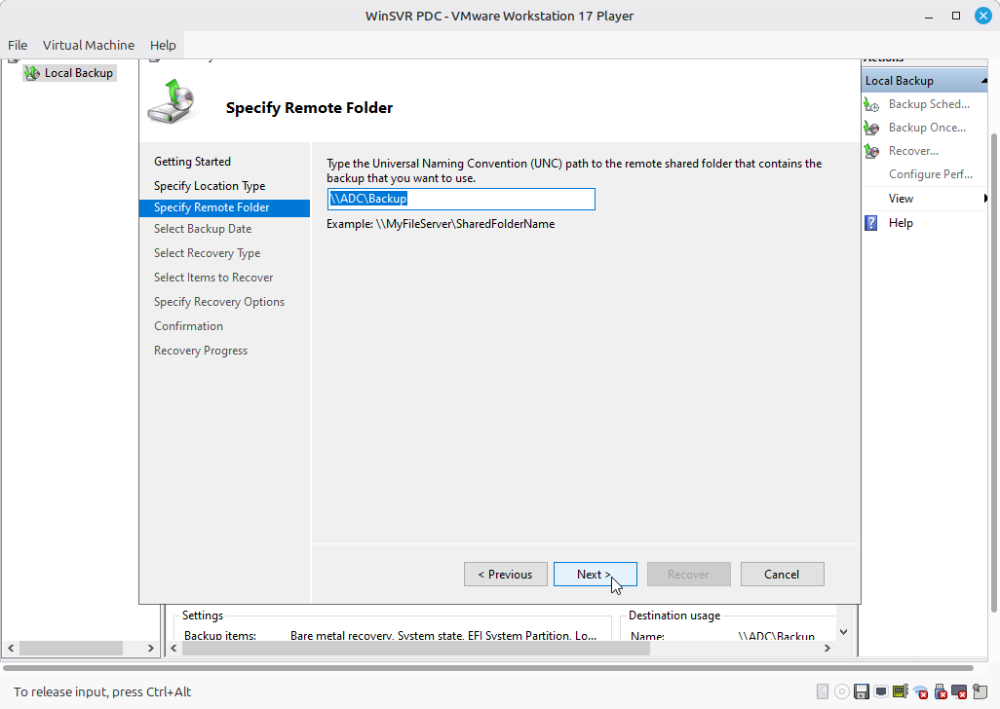 WinSVR PDC - VMware Workstation 17 Player
File Virtual Machine Help
Local Backup
Specify Remote Folder
Getting Started
Specify Location Type
Specify Remote Folder
Select Backup Date
Select Recovery Type
Select Items to Recover
Specify Recovery Options
Confirmation
Recovery Progress
Type the Universal Naming Convention (UNC) path to the remote shared folder that contains the
backup that you want to use.
\\ADC\Backup
Example: \\MyFileServer\SharedFolderName
< Previous
Next >
Recover
Cancel
Actions
Local Backup
Backup Sched...
Backup Once...
Recover...
Configure Perf...
View
Help
Settings
Backup items: Bare metal recovery, System state, EFI System Partition, Lo...
Destination usage
Name: \\ADC\Backup
To release input, press Ctrl+Alt